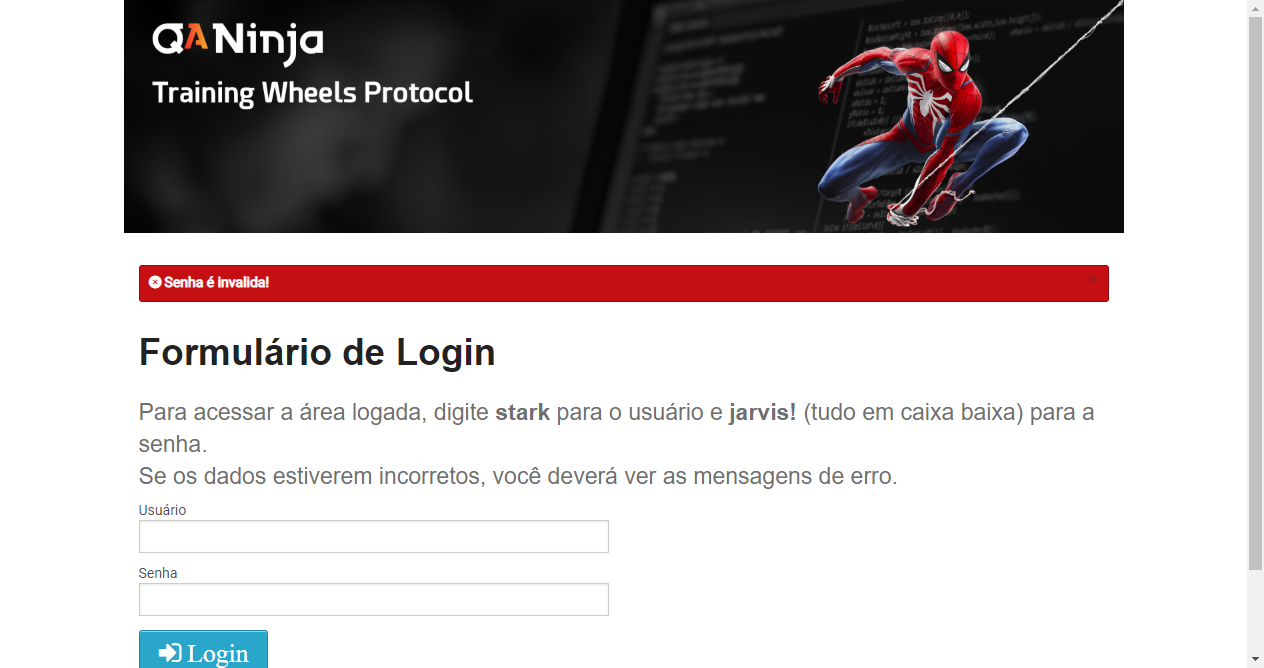 QANinja
Training Wheels Protocol
Senha é invalida!
×
Formulário de Login
Para acessar a área logada, digite stark para o usuário e jarvis! (tudo em caixa baixa) para a
senha.
Se os dados estiverem incorretos, você deverá ver as mensagens de erro.
Usuário
Senha
Login